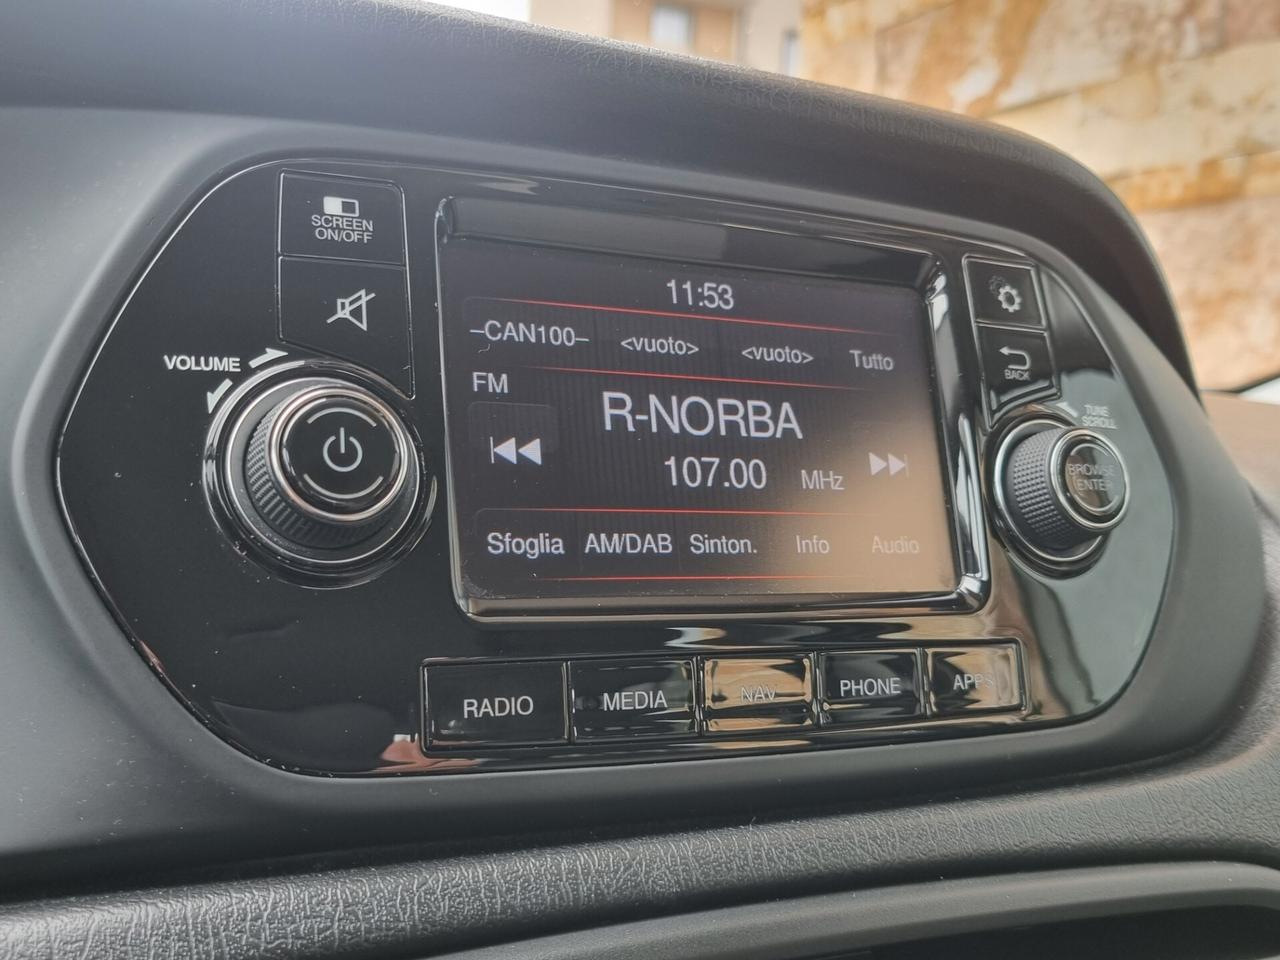 SCREEN
ON/OFF
VOLUME
11:53
–CAN100– <vuoto> <vuoto> Tutto
FM
R-NORBA
107.00 MHz
Sfoglia AM/DAB Sinton. Info Audio
BACK
TUNE
SCROLL
BROWSE
ENTER
RADIO MEDIA NAV PHONE APPS